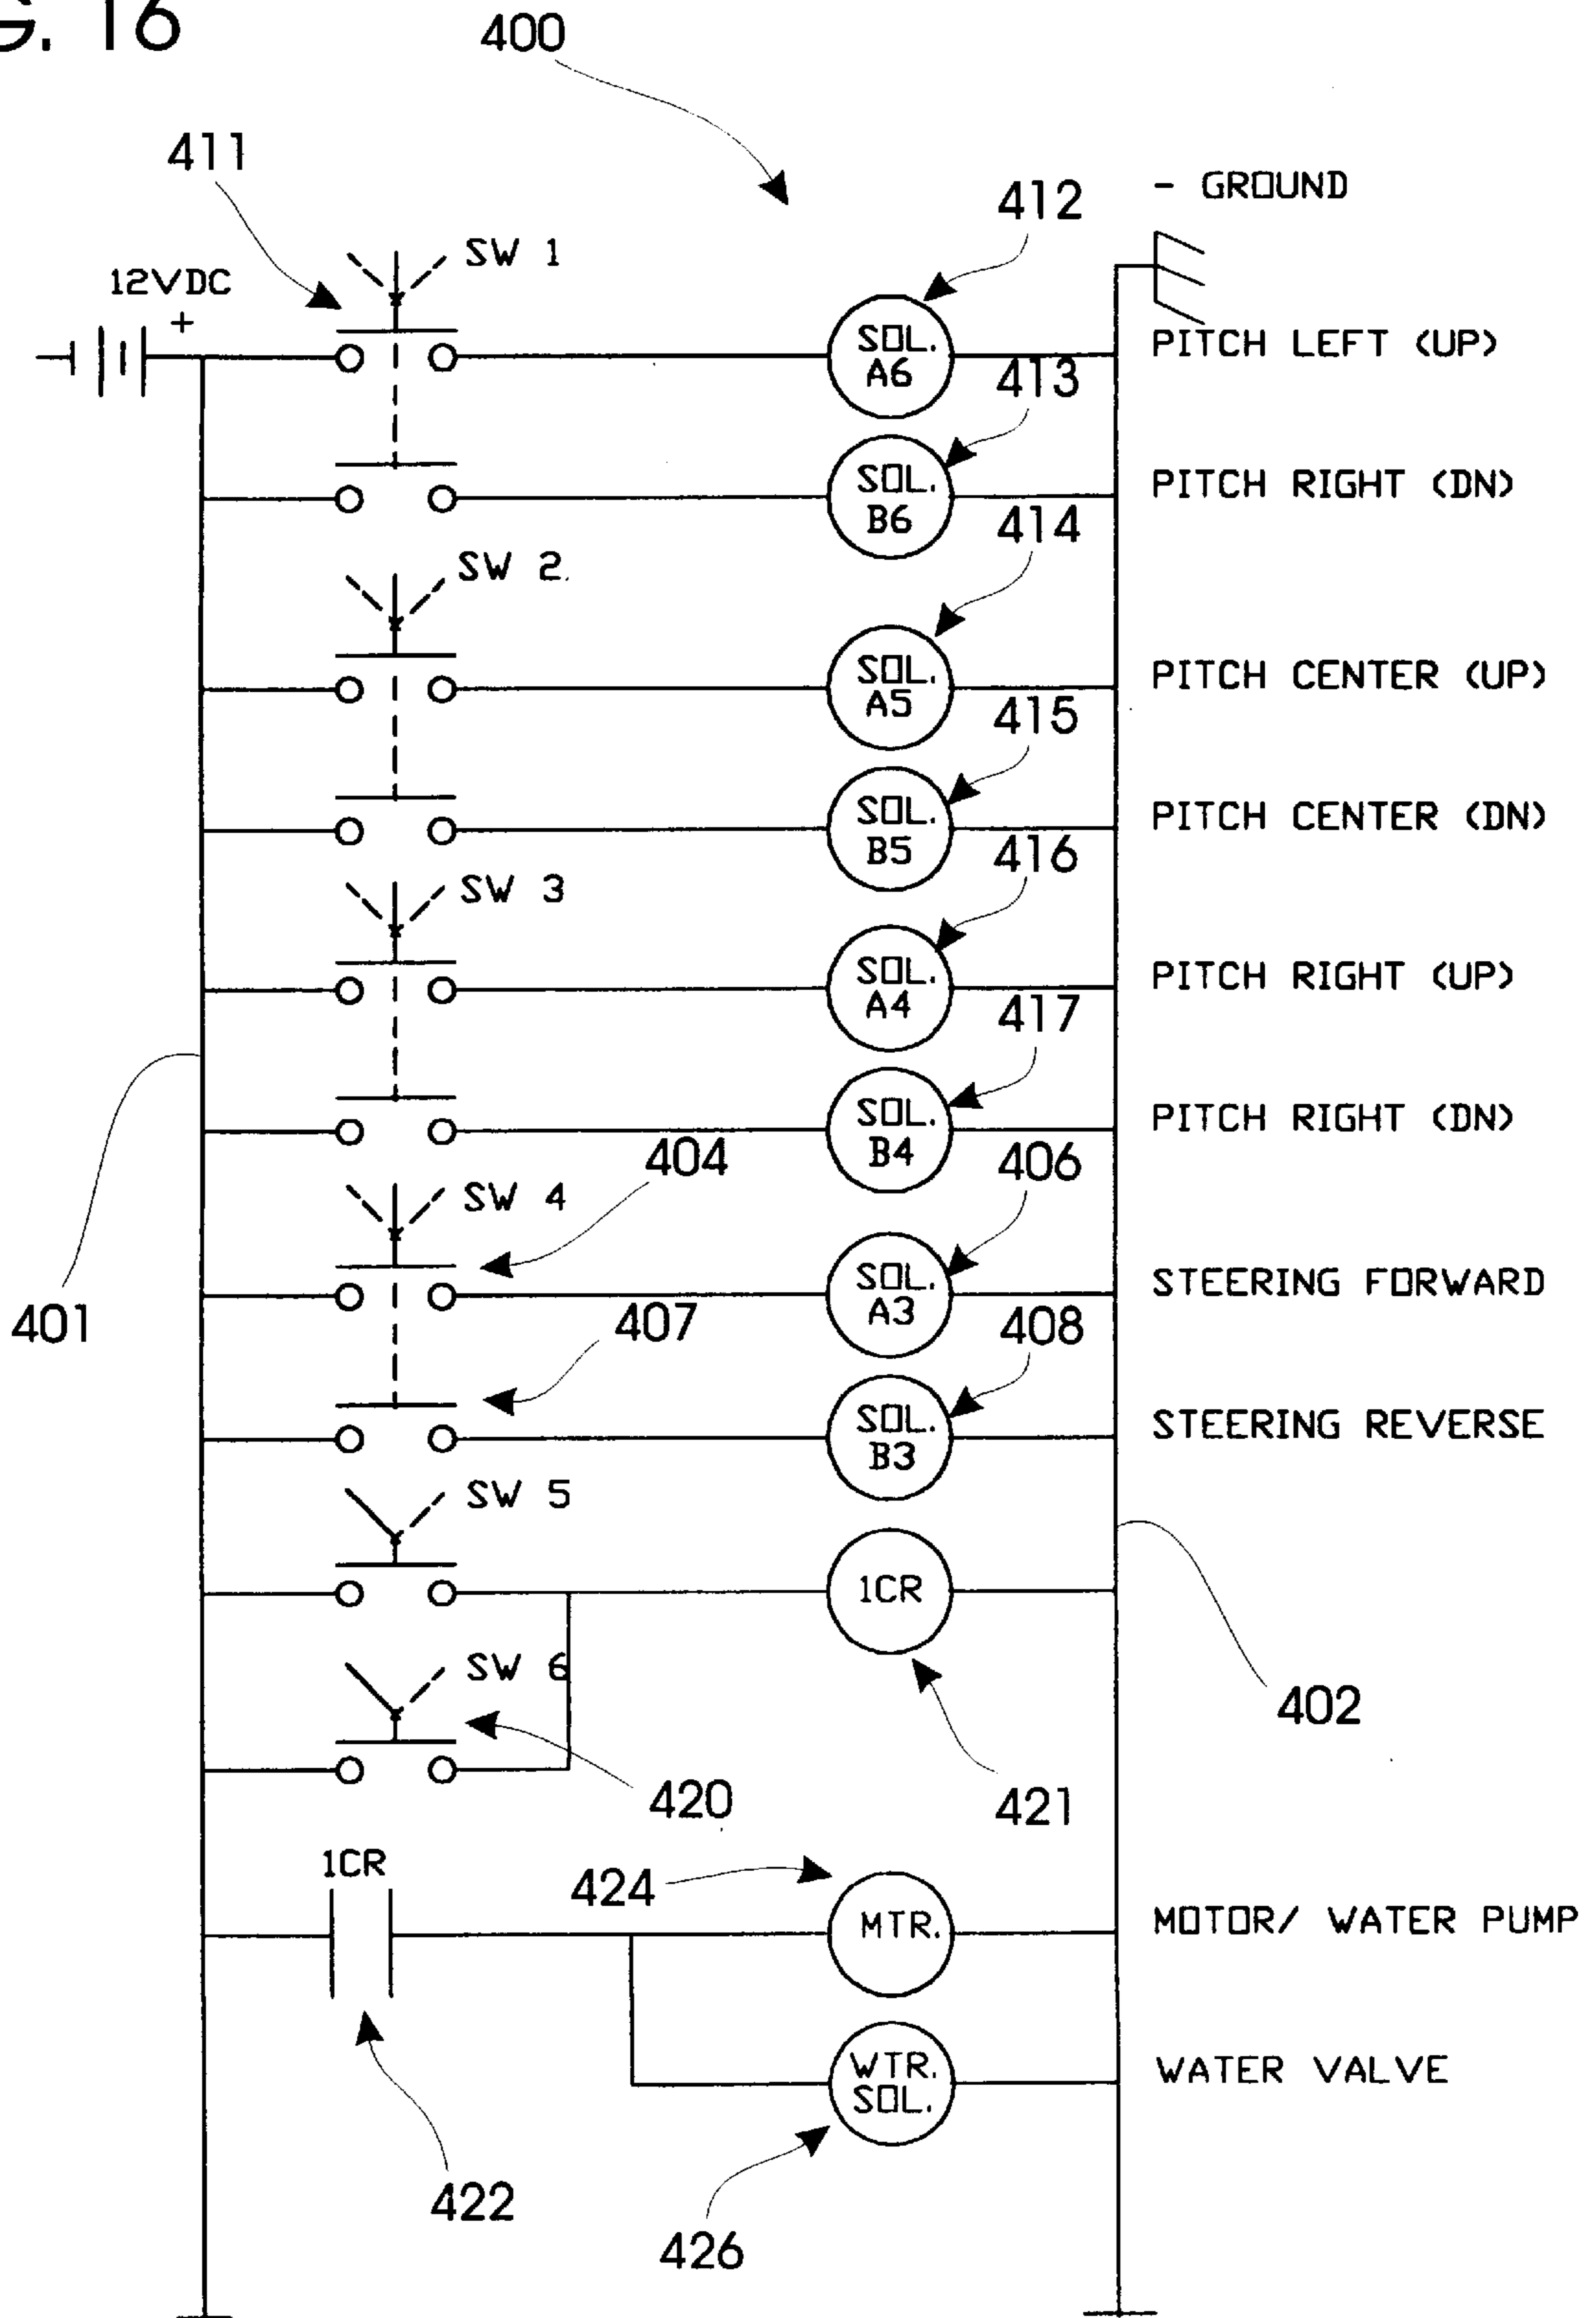 G. 16
400
411
412
- GROUND
SW 1
12VDC
+
SOL. A6
PITCH LEFT (UP)
413
SOL. B6
PITCH RIGHT (DN)
414
SW 2
SOL. A5
PITCH CENTER (UP)
415
SOL. B5
PITCH CENTER (DN)
416
SW 3
SOL. A4
PITCH RIGHT (UP)
417
SOL. B4
PITCH RIGHT (DN)
404
406
SW 4
SOL. A3
STEERING FORWARD
401
407
408
SOL. B3
STEERING REVERSE
SW 5
1CR
SW 6
402
420
421
1CR
424
MTR.
MOTOR/ WATER PUMP
WTR. SOL.
WATER VALVE
422
426